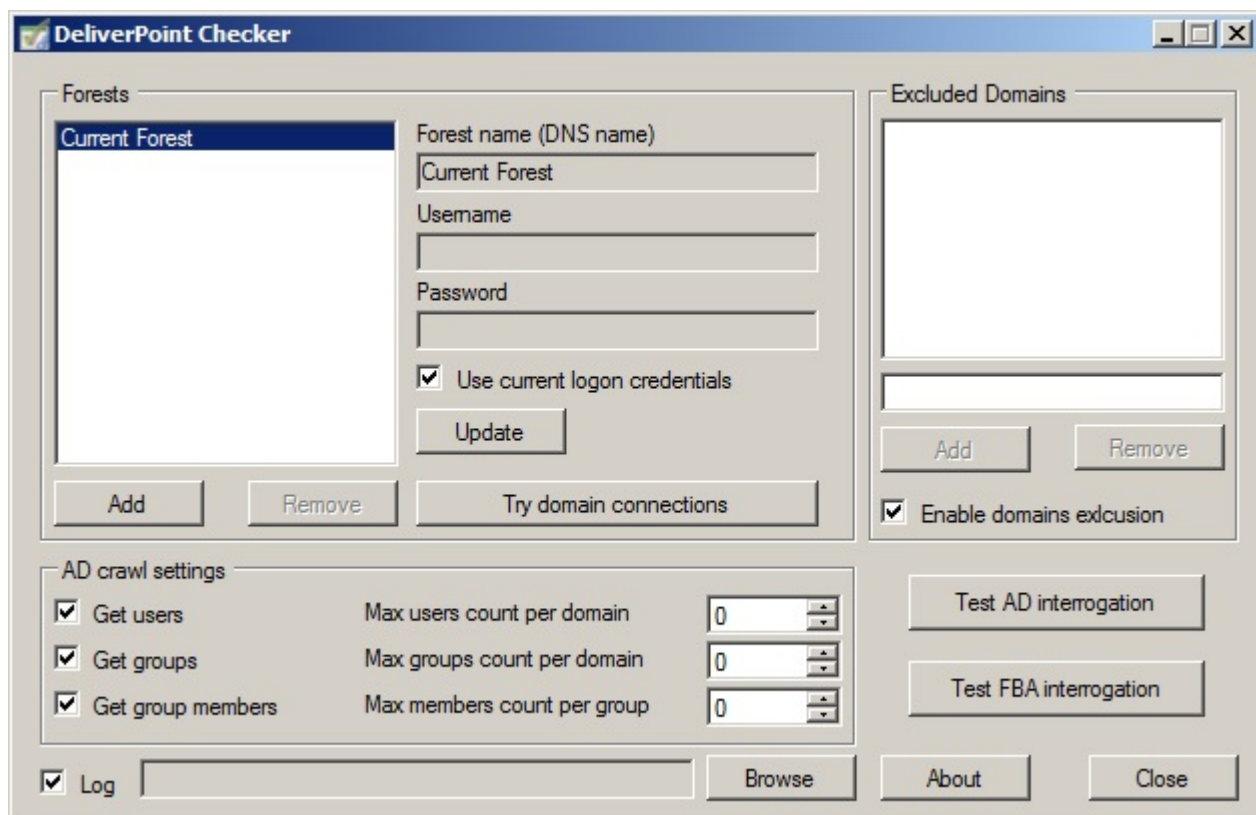 DeliverPoint Checker
Forests
Current Forest
Forest name (DNS name)
Current Forest
Username
Password
Use current logon credentials
Update
Add
Remove
Try domain connections
Excluded Domains
Add
Remove
Enable domains exlcusion
AD crawl settings
Get users
Max users count per domain
0
Get groups
Max groups count per domain
0
Get group members
Max members count per group
0
Test AD interrogation
Test FBA interrogation
Log
Browse
About
Close